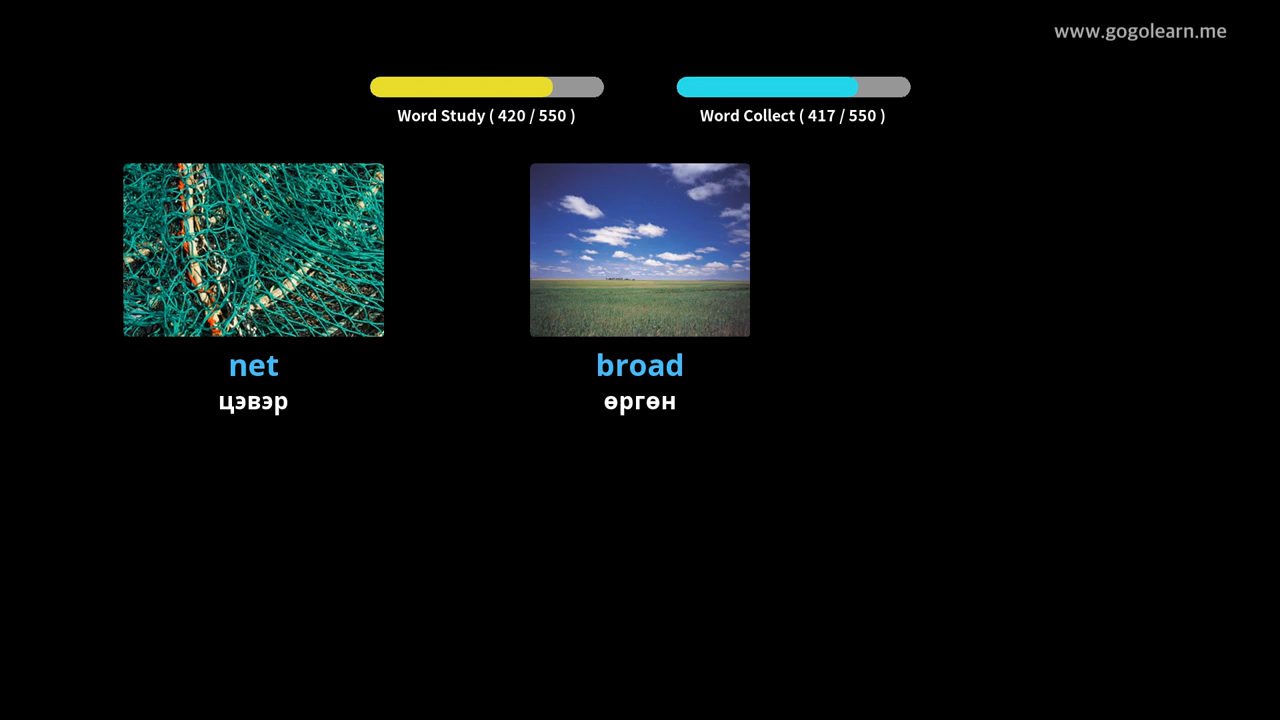 www.gogolearn.me
Word Study ( 420 / 550 )
Word Collect ( 417 / 550 )
net
цэвэр
broad
өргөн